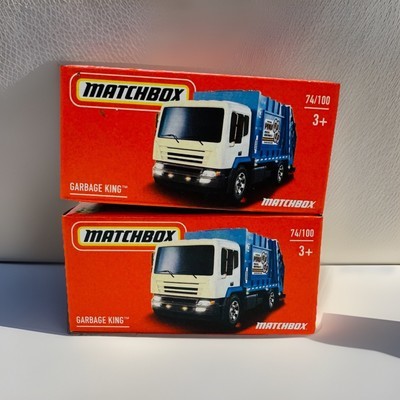 MATCHBOX
74/100
3+
GARBAGE KING™
MATCHBOX
MATCHBOX
74/100
3+
GARBAGE KING™
MATCHBOX